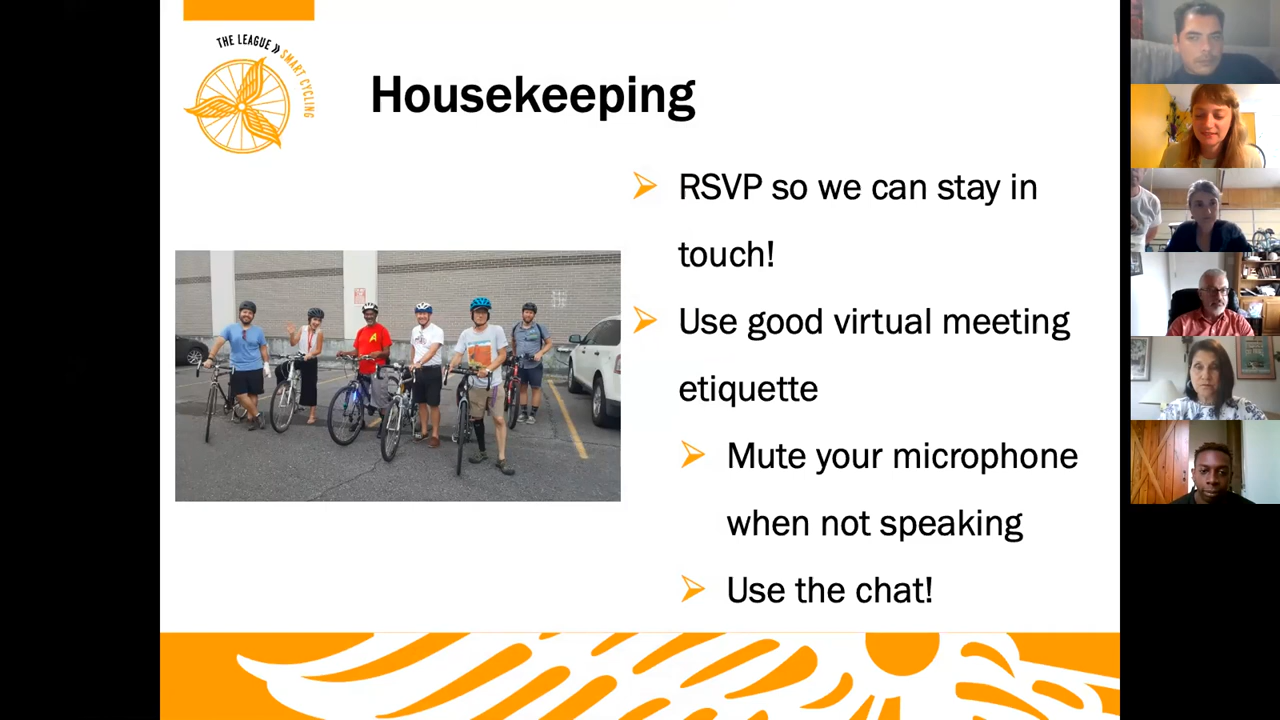 THE LEAGUE » SMART CYCLING
Housekeeping
RSVP so we can stay in
touch!
Use good virtual meeting
etiquette
Mute your microphone
when not speaking
Use the chat!